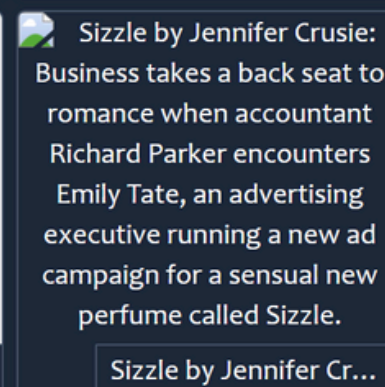 Sizzle by Jennifer Crusie:
Business takes a back seat to
romance when accountant
Richard Parker encounters
Emily Tate, an advertising
executive running a new ad
campaign for a sensual new
perfume called Sizzle.
Sizzle by Jennifer Cr...